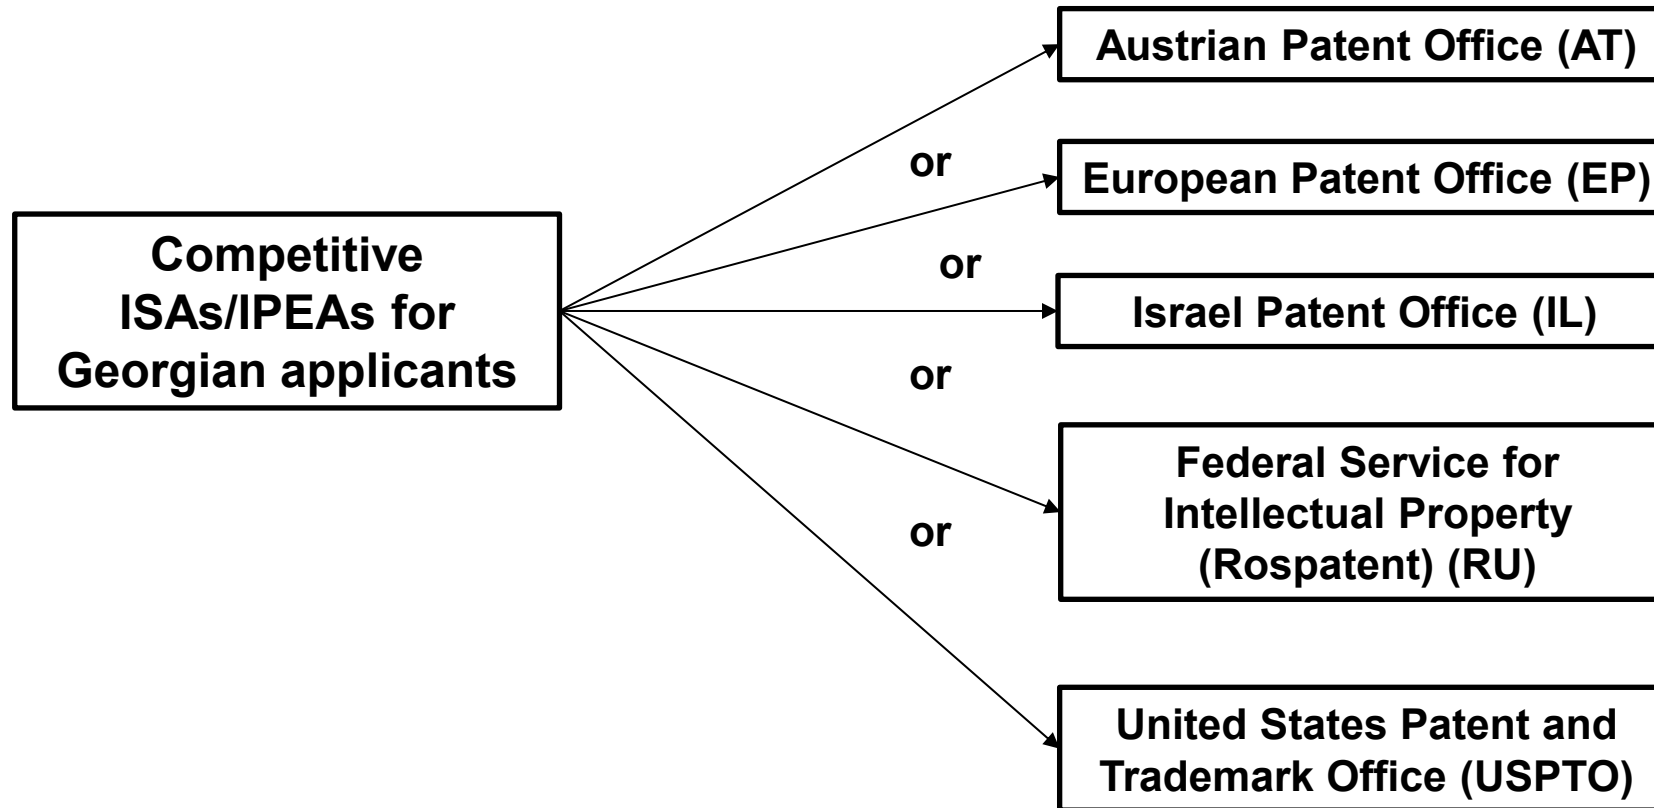 Competitive
ISAs/IPEAs for
Georgian applicants
Austrian Patent Office (AT)
or
European Patent Office (EP)
or
Israel Patent Office (IL)
or
Federal Service for
Intellectual Property
(Rospatent) (RU)
or
United States Patent and
Trademark Office (USPTO)